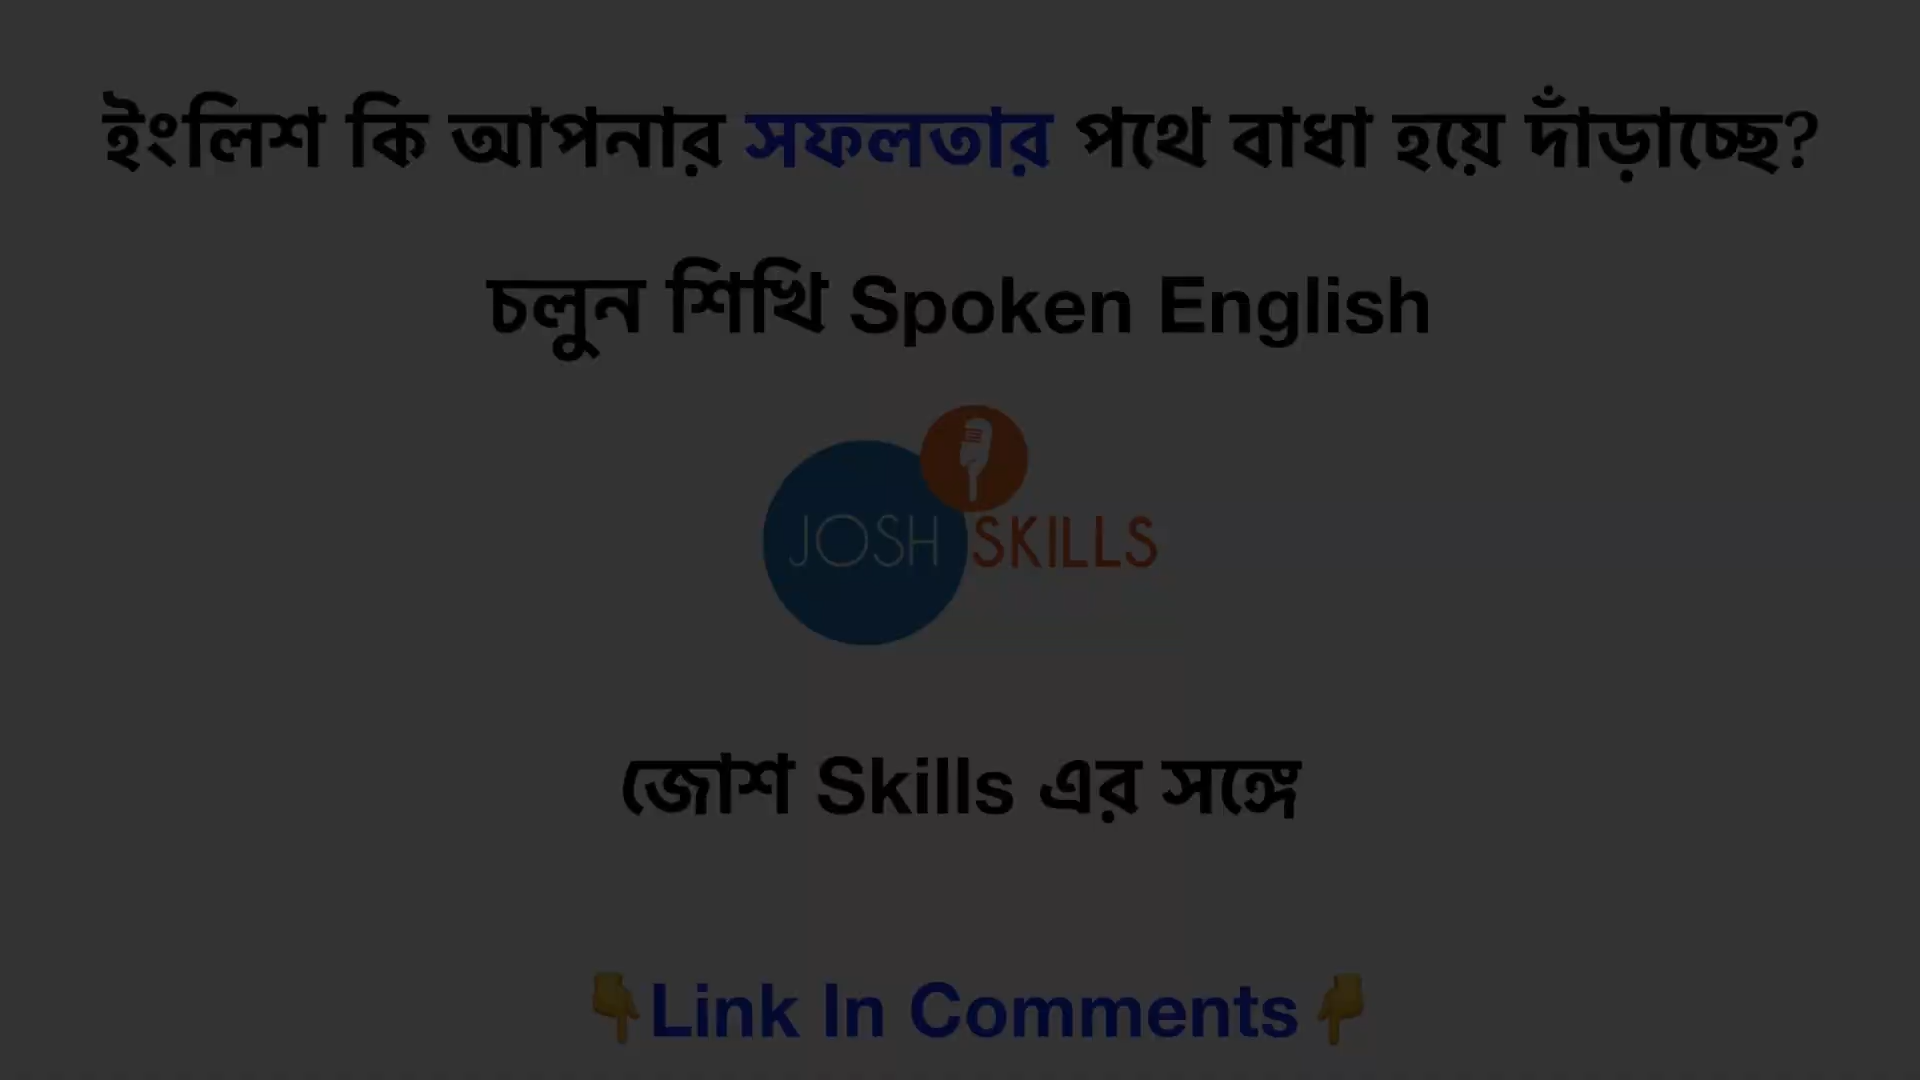 ইংলিশ কি আপনার সফলতার পথে বাধা হয়ে দাঁড়াচ্ছে?
চলুন শিখি Spoken English
JOSH SKILLS
জোশ Skills এর সঙ্গে
👇Link In Comments👇